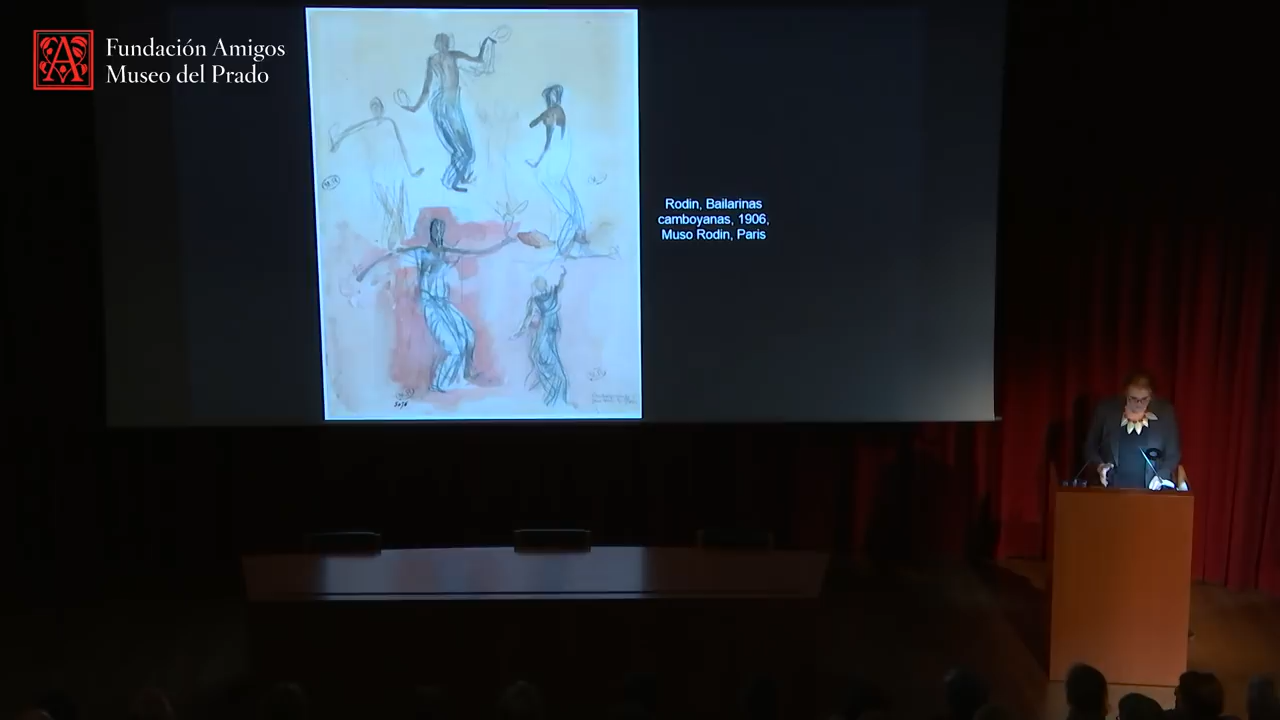 Fundación Amigos
Museo del Prado
Rodin, Bailarinas
camboyanas, 1906,
Muso Rodin, Paris